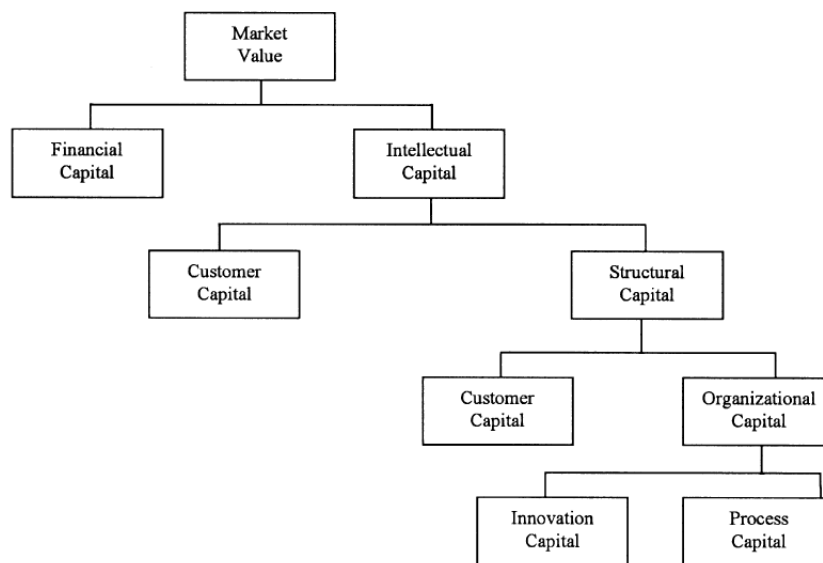 Market
Value
Financial
Capital
Intellectual
Capital
Customer
Capital
Structural
Capital
Customer
Capital
Organizational
Capital
Innovation
Capital
Process
Capital